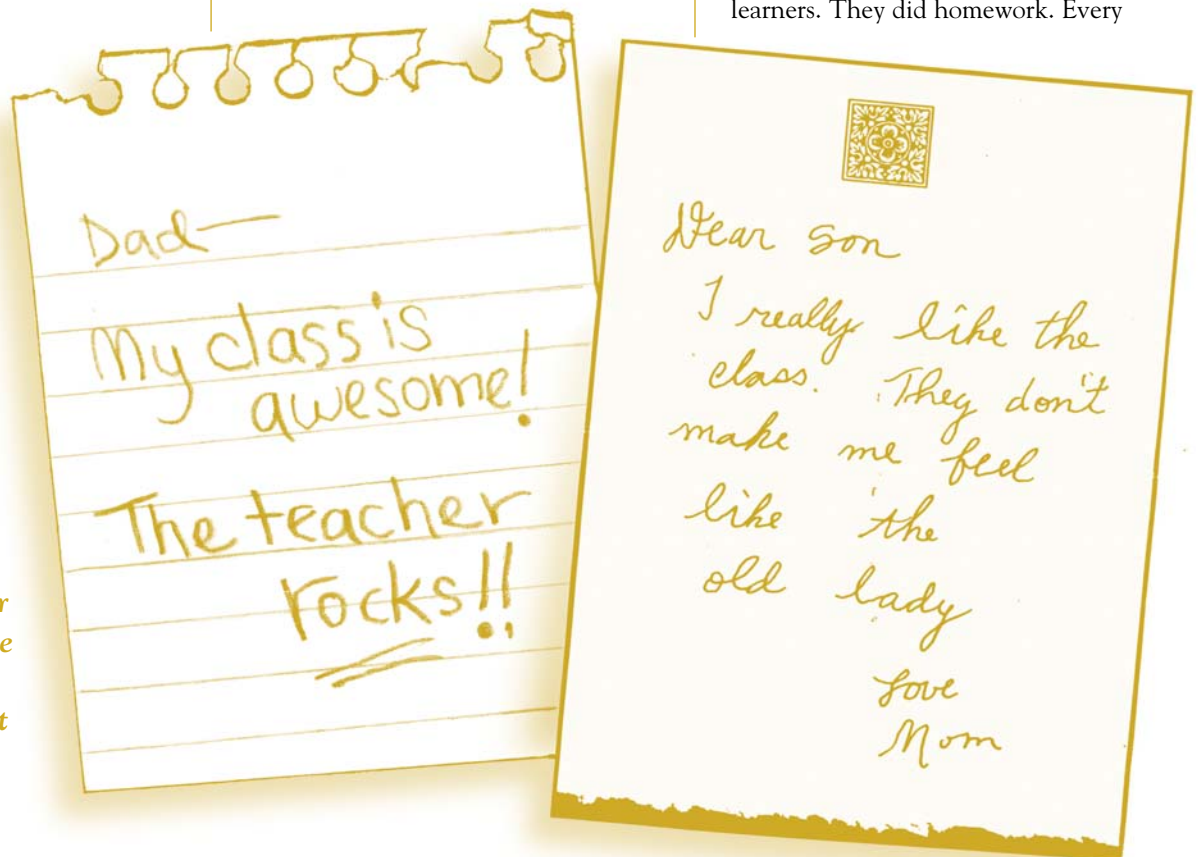 learners. They did homework. Every
Dad—
My class is
awesome!
The teacher
rocks!!
Dear Son
I really like the
class. They don't
make me feel
like the
old lady
Love
Mom